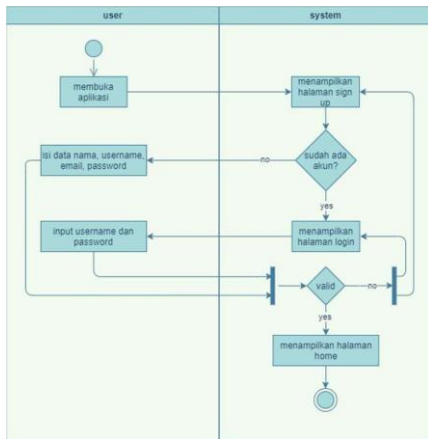 user
system
membuka
aplikasi
menampilkan
halaman sign
up
isi data nama, username,
email, password
no
sudah ada
akun?
yes
input username dan
password
menampilkan
halaman login
valid
no
yes
menampilkan halaman
home